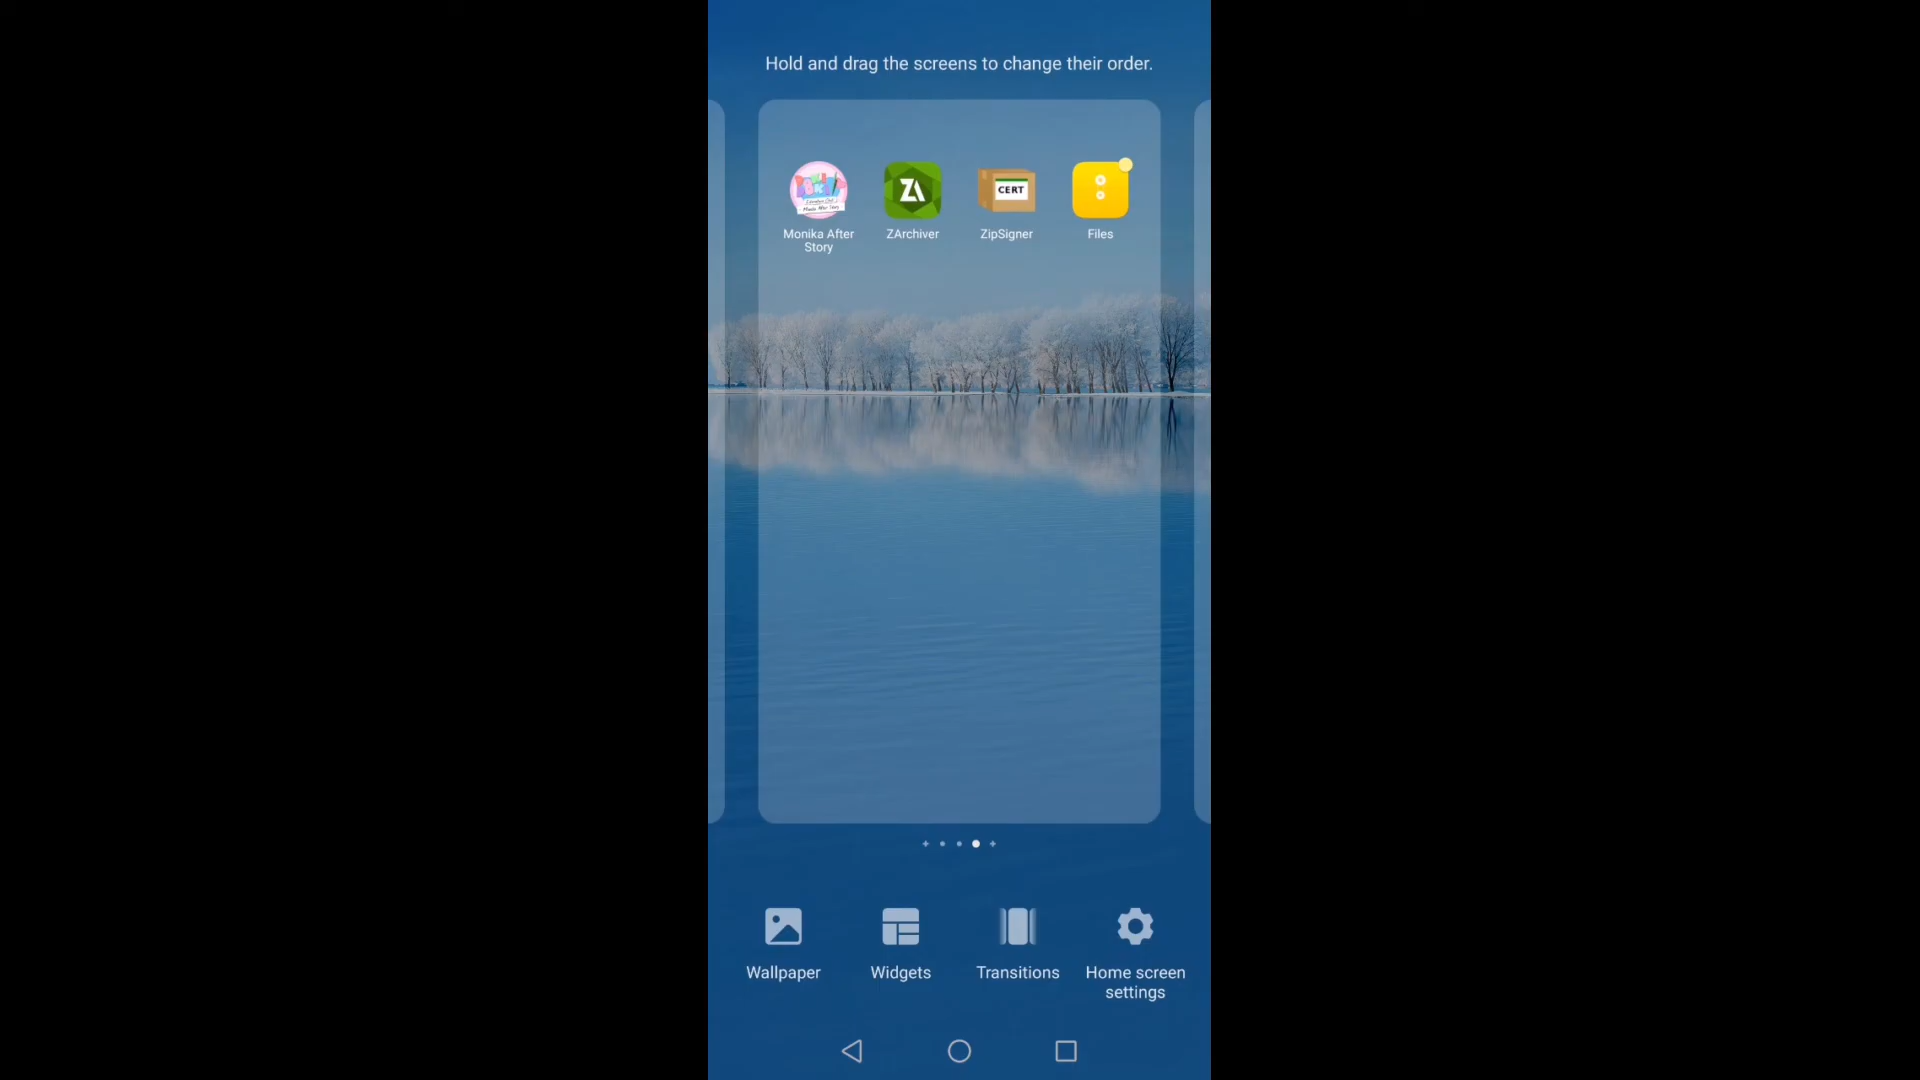 Hold and drag the screens to change their order.
CERT
Monika After
Story
ZArchiver
ZipSigner
Files
Wallpaper
Widgets
Transitions
Home screen
settings